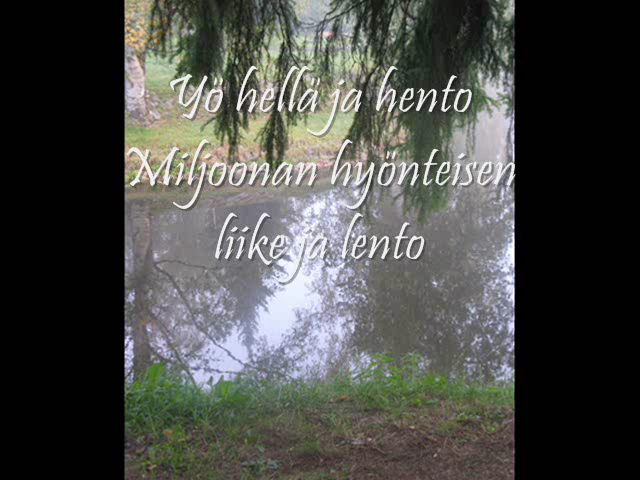 Yö hellä ja hento
Miljoonan hyönteisen
liike ja lento